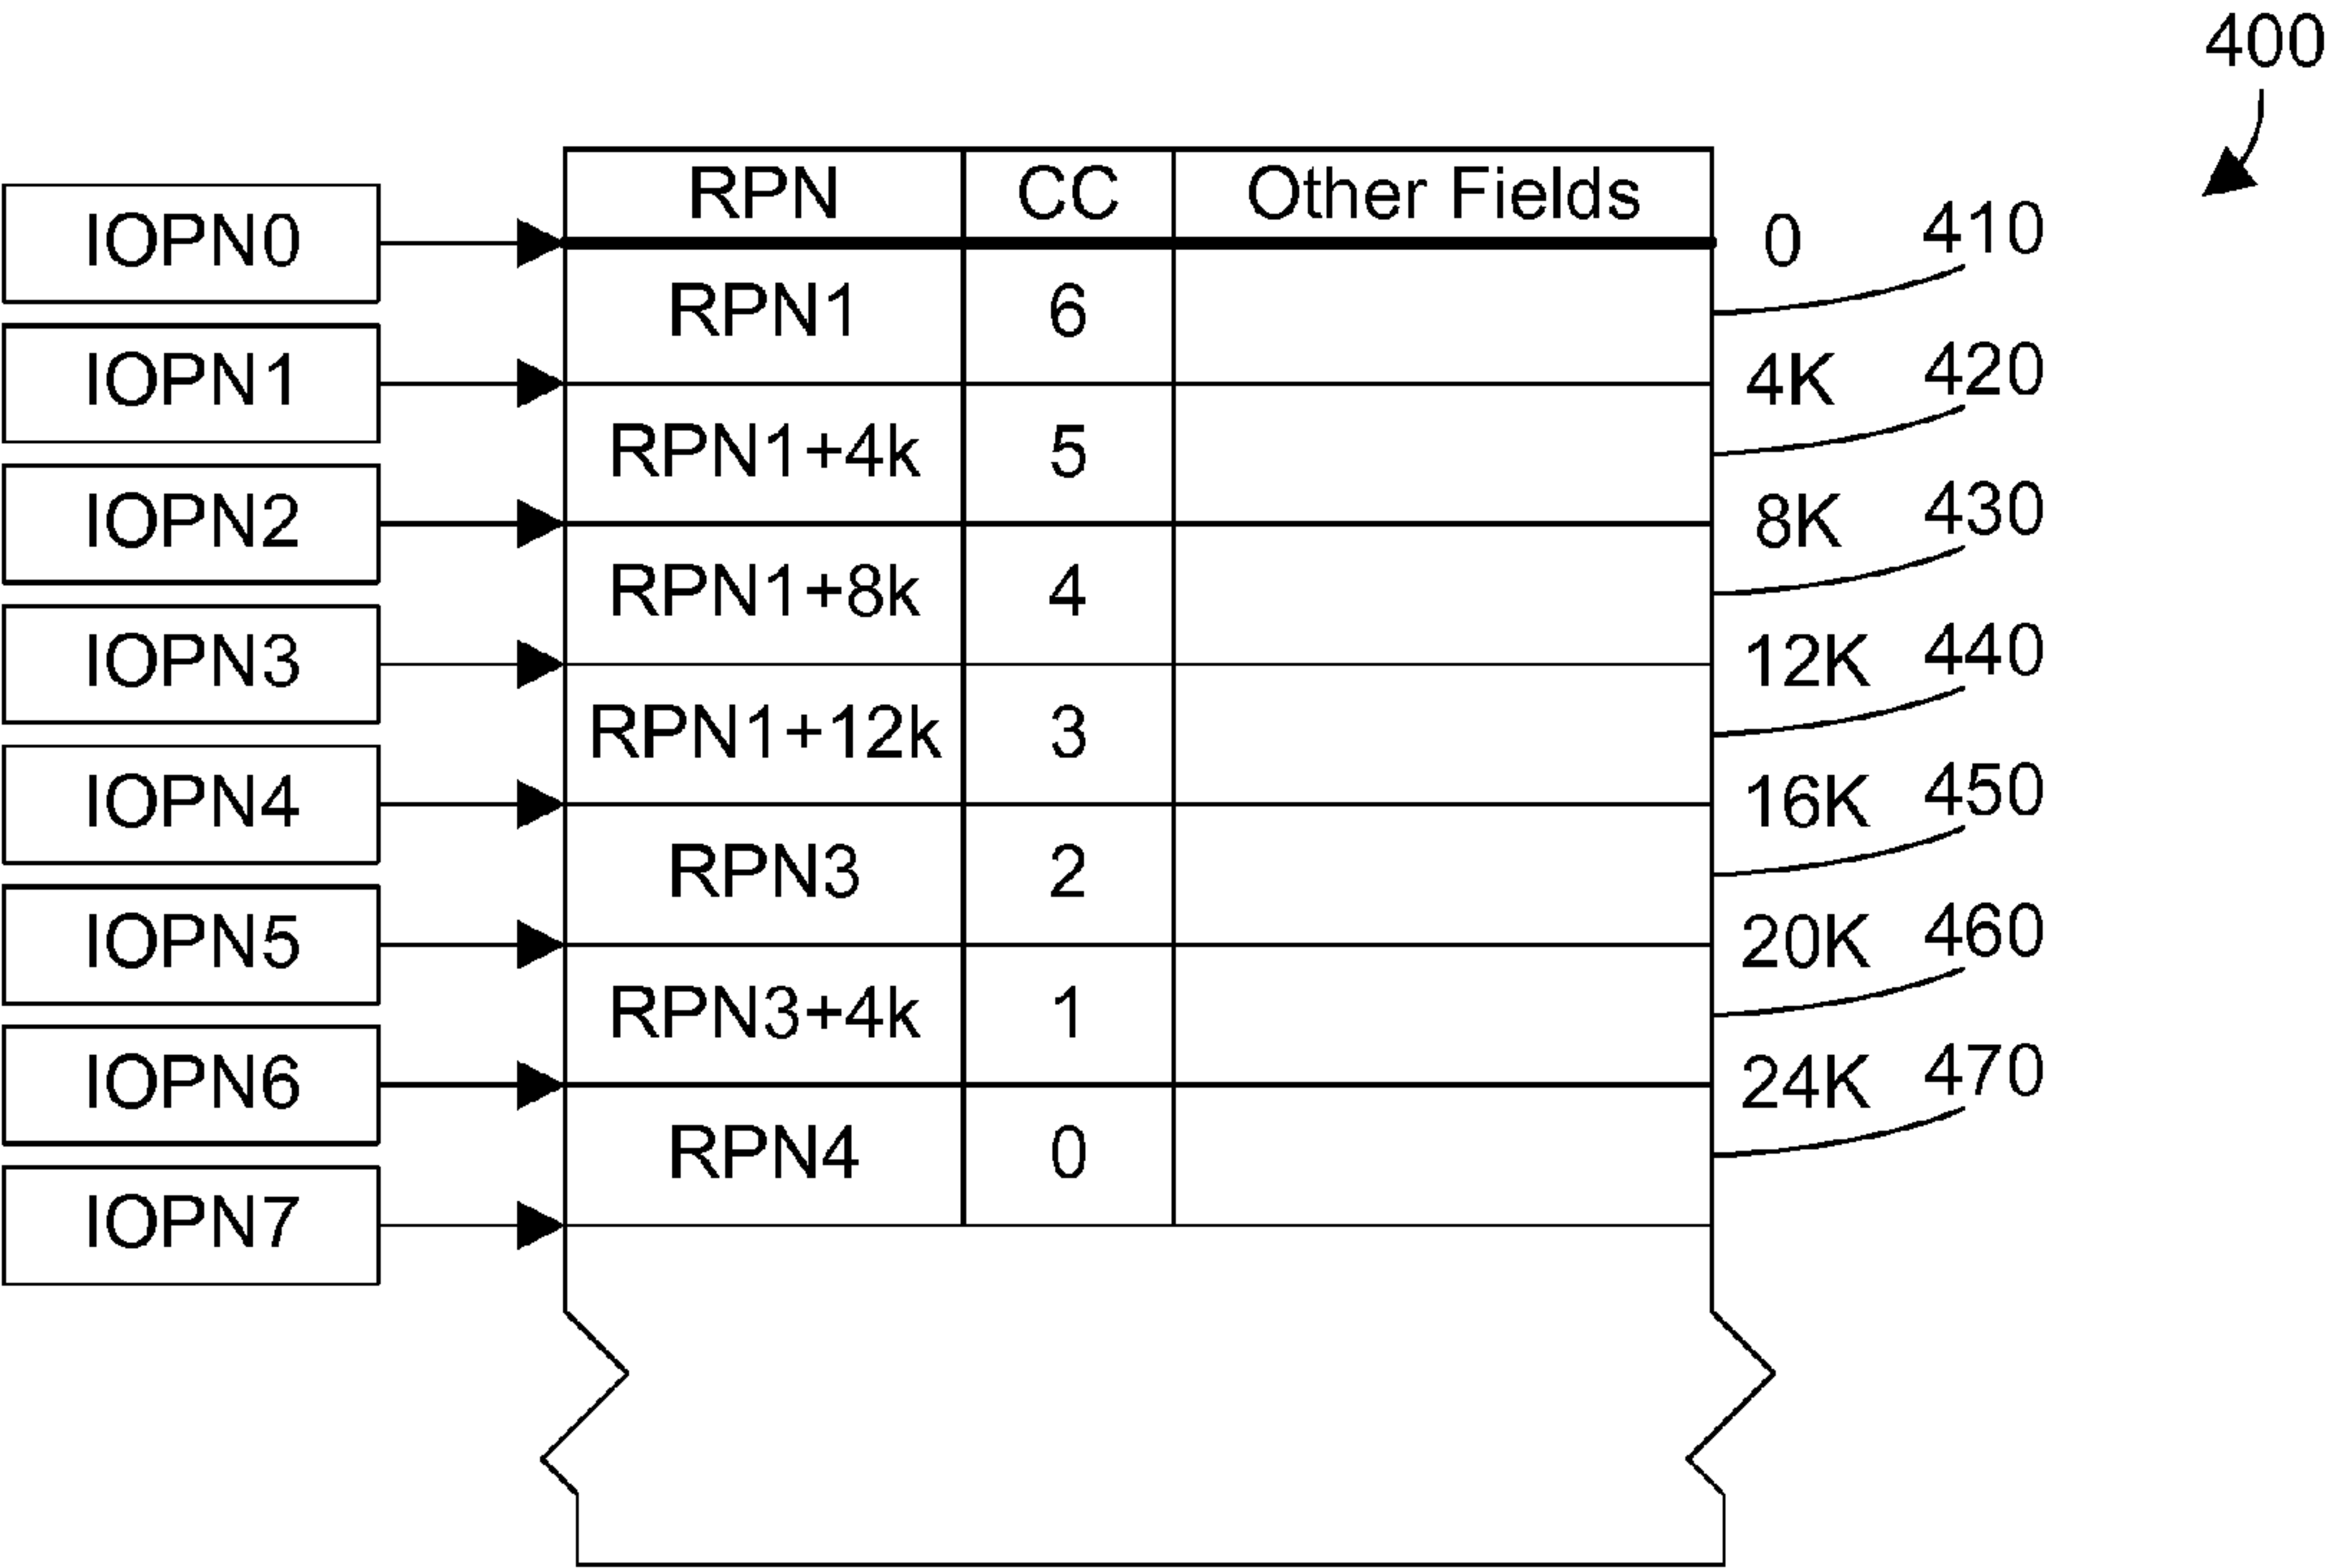 400
RPN CC Other Fields
IOPN0 0 410
RPN1 6
IOPN1 4K 420
RPN1+4k 5
IOPN2 8K 430
RPN1+8k 4
IOPN3 12K 440
RPN1+12k 3
IOPN4 16K 450
RPN3 2
IOPN5 20K 460
RPN3+4k 1
IOPN6 24K 470
RPN4 0
IOPN7